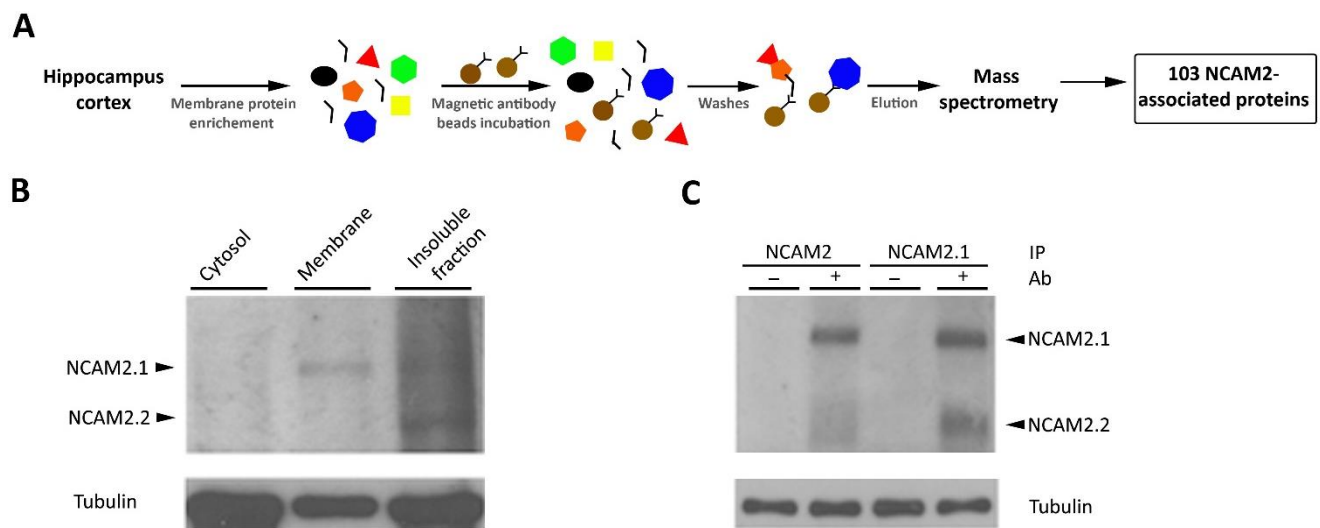 A
Hippocampus
cortex
Membrane protein
enrichement
Magnetic antibody
beads incubation
Washes
Elution
Mass
spectrometry
103 NCAM2-
associated proteins
B
Cytosol
Membrane
Insoluble
fraction
NCAM2.1
NCAM2.2
Tubulin
C
NCAM2 NCAM2.1 IP
– + – + Ab
NCAM2.1
NCAM2.2
Tubulin